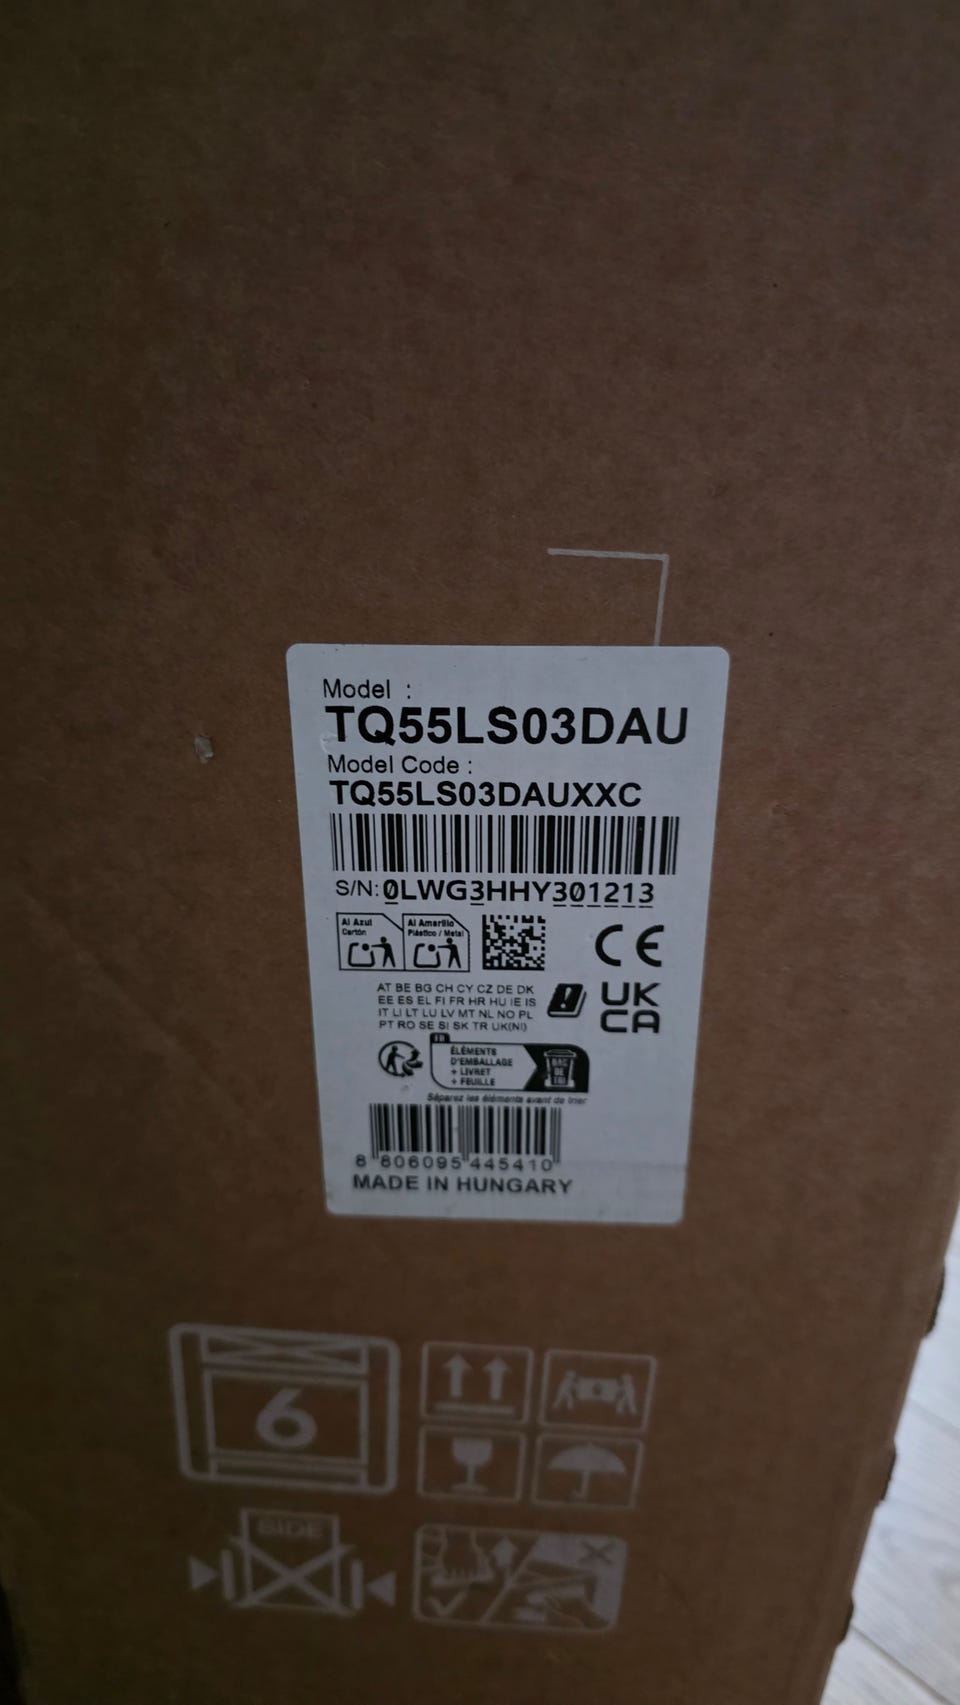 Model :
TQ55LS03DAU
Model Code :
TQ55LS03DAUXXC
S/N: 0LWG3HHY301213
Al Azul
Cartón
Al Amarillo
Plástico / Metal
CE
AT BE BG CH CY CZ DE DK
EE ES EL FI FR HR HU IE IS
IT LI LT LU LV MT NL NO PL
PT RO SE SI SK TR UK(NI)
UK
CA
FR
ÉLÉMENTS
D'EMBALLAGE
+ LIVRET
+ FEUILLE
BAC
DE
TRI
Séparez les éléments avant de trier
8 806095 445410
MADE IN HUNGARY
6
SIDE